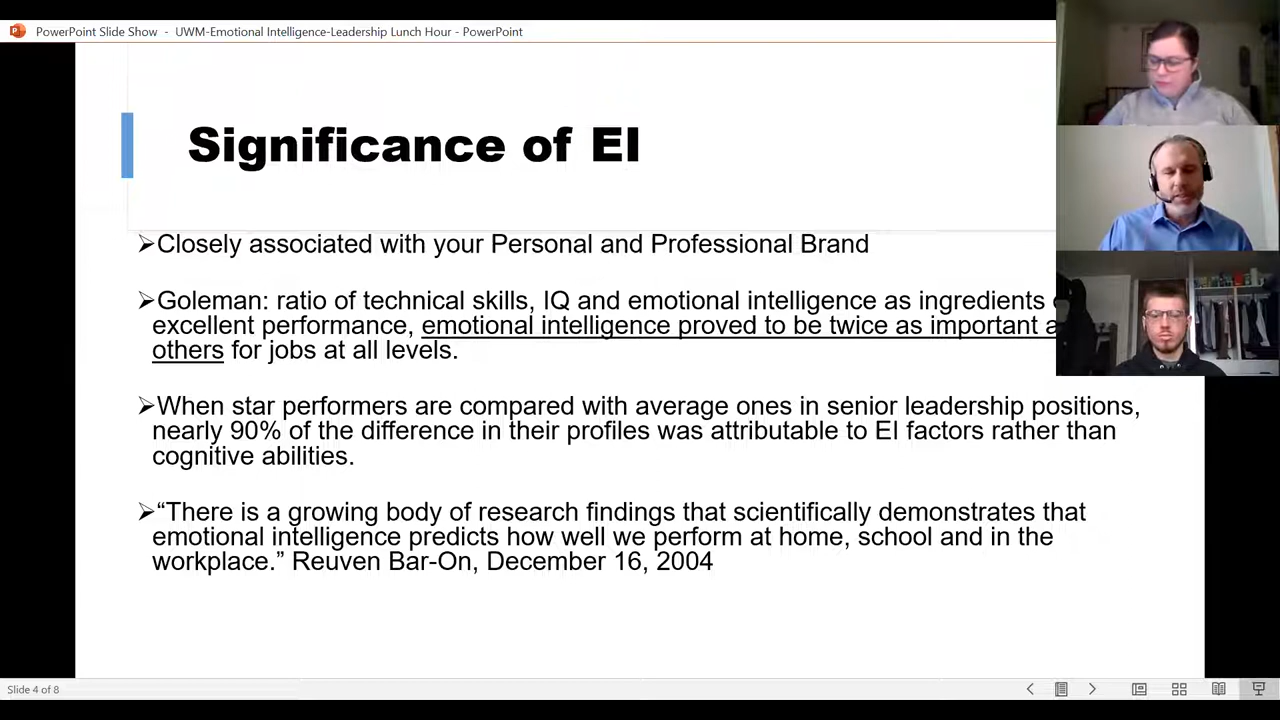 PowerPoint Slide Show - UWM-Emotional Intelligence-Leadership Lunch Hour - PowerPoint
Significance of EI
➢Closely associated with your Personal and Professional Brand
➢Goleman: ratio of technical skills, IQ and emotional intelligence as ingredients
excellent performance, emotional intelligence proved to be twice as important
others for jobs at all levels.
➢When star performers are compared with average ones in senior leadership positions,
nearly 90% of the difference in their profiles was attributable to EI factors rather than
cognitive abilities.
➢“There is a growing body of research findings that scientifically demonstrates that
emotional intelligence predicts how well we perform at home, school and in the
workplace.” Reuven Bar-On, December 16, 2004
Slide 4 of 8